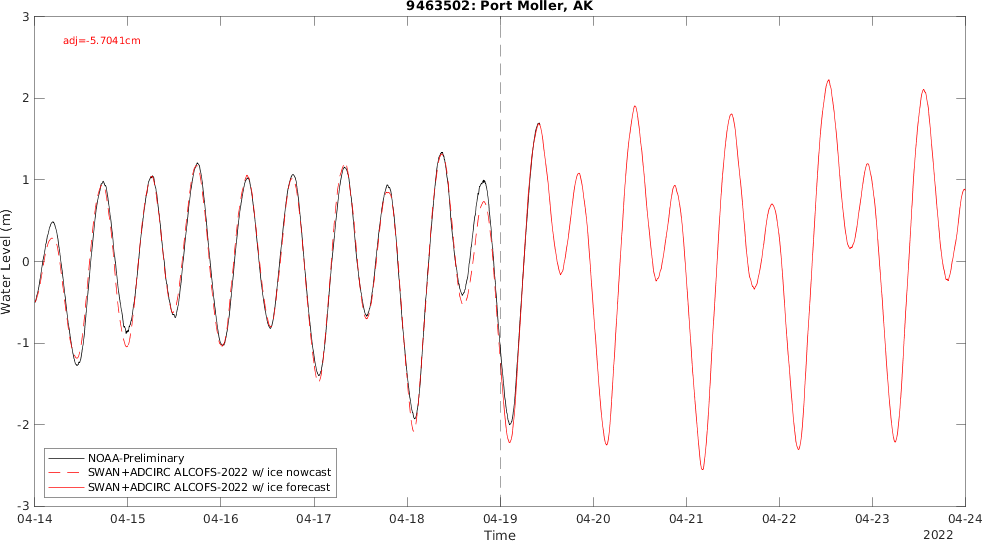 9463502: Port Moller, AK
adj=-5.7041cm
3
2
1
0
-1
-2
-3
Water Level (m)
NOAA-Preliminary
SWAN+ADCIRC ALCOFS-2022 w/ ice nowcast
SWAN+ADCIRC ALCOFS-2022 w/ ice forecast
04-14 04-15 04-16 04-17 04-18 04-19 04-20 04-21 04-22 04-23 04-24
Time
2022